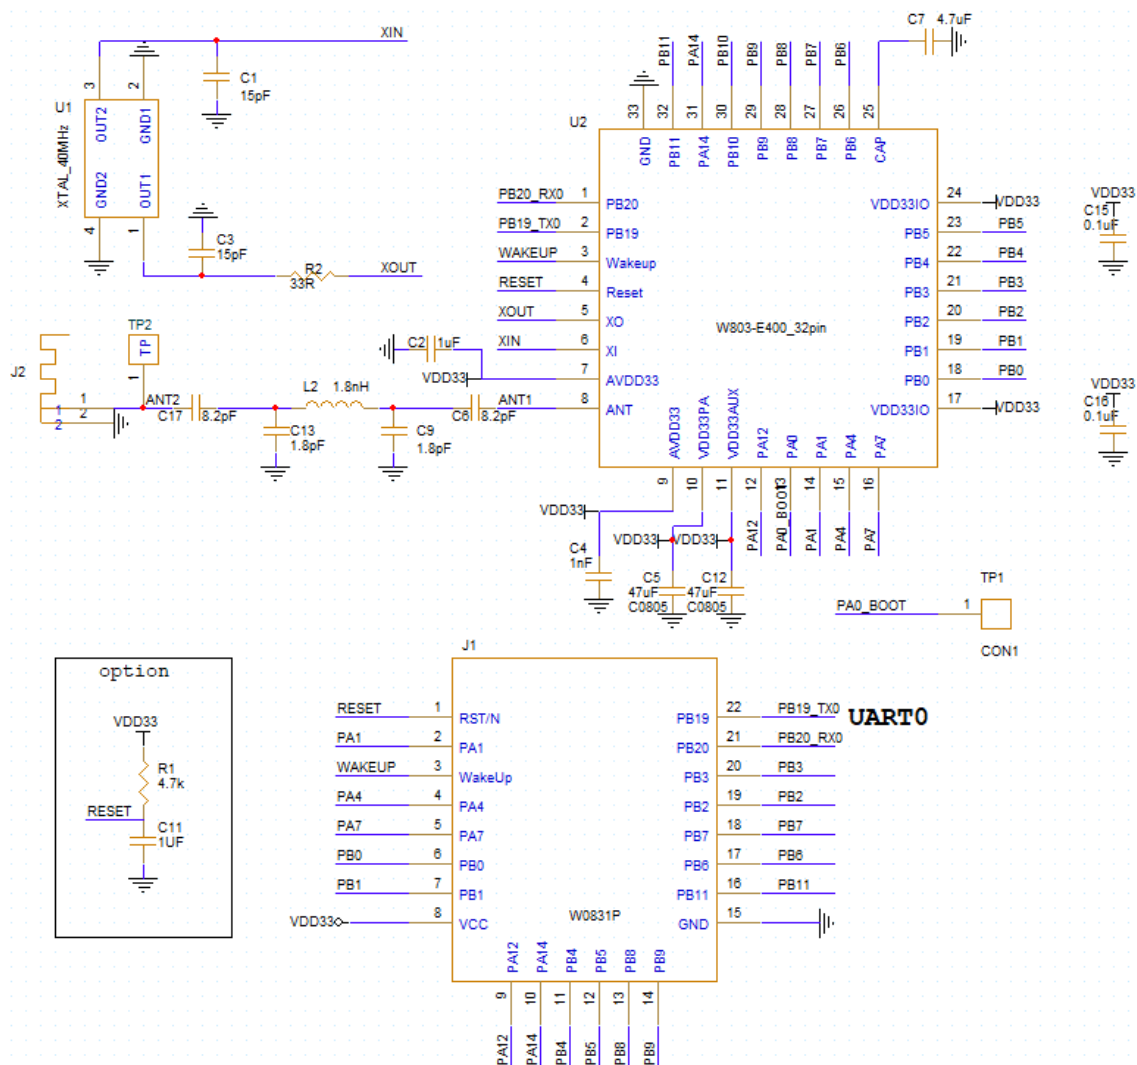 XIN
C1
15pF
3
2
U1
XTAL_40MHz
OUT2
GND1
GND2
OUT1
4
1
C3
15pF
R2
33R
XOUT
J2
TP2
TP
1
1
1
2
2
ANT2
C17
8.2pF
L2
1.8nH
C13
1.8pF
C9
1.8pF
C6
8.2pF
ANT1
C2
1uF
VDD33
C7
4.7uF
PB11
PA14
PB10
PB9
PB8
PB7
PB6
33
32
31
30
29
28
27
26
25
U2
GND
PB11
PA14
PB10
PB9
PB8
PB7
PB6
CAP
PB20_RX0
1
PB20
PB19_TX0
2
PB19
WAKEUP
3
Wakeup
RESET
4
Reset
XOUT
5
XO
XIN
6
XI
7
AVDD33
8
ANT
W803-E400_32pin
VDD33IO
24
VDD33
PB5
23
PB5
PB4
22
PB4
PB3
21
PB3
PB2
20
PB2
PB1
19
PB1
PB0
18
PB0
VDD33IO
17
VDD33
VDD33
C15
0.1uF
VDD33
C16
0.1uF
AVDD33
VDD33PA
VDD33AUX
PA12
PA0
PA1
PA4
PA7
9
10
11
12
13
14
15
16
VDD33
VDD33
VDD33
PA12
PA0_BOOT
PA1
PA4
PA7
C4
1nF
C5
47uF
C0805
C12
47uF
C0805
PA0_BOOT
1
TP1
CON1
option
VDD33
R1
4.7k
RESET
C11
1UF
J1
RESET
1
RST/N
PA1
2
PA1
WAKEUP
3
WakeUp
PA4
4
PA4
PA7
5
PA7
PB0
6
PB0
PB1
7
PB1
VDD33
8
VCC
W0831P
PB19
22
PB19_TX0
UART0
PB20
21
PB20_RX0
PB3
20
PB3
PB2
19
PB2
PB7
18
PB7
PB6
17
PB6
PB11
16
PB11
GND
15
PA12
PA14
PB4
PB5
PB8
PB9
9
10
11
12
13
14
PA12
PA14
PB4
PB5
PB8
PB9